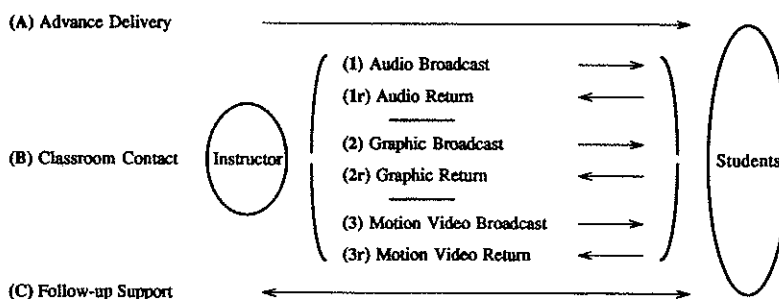 (A) Advance Delivery
(1) Audio Broadcast
(1r) Audio Return
(2) Graphic Broadcast
(B) Classroom Contact Instructor Students
(2r) Graphic Return
(3) Motion Video Broadcast
(3r) Motion Video Return
(C) Follow-up Support